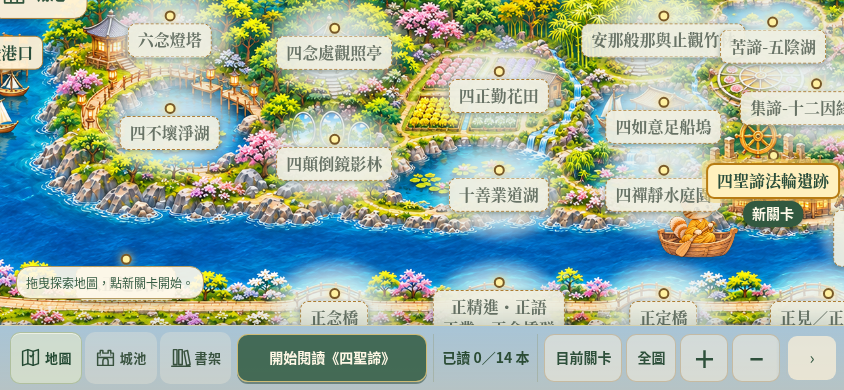 六念燈塔
四念處觀照亭
安那般那與止觀竹
苦諦-五陰湖
港口
四正勤花田
集諦-十二因
四不壞淨湖
四如意足船塢
四顛倒鏡影林
四聖諦法輪遺跡
十善業道湖
四禪靜水庭園
新關卡
拖曳探索地圖，點新關卡開始。
正念橋
正精進・正語
正定橋
正見／正
地圖
城池
書架
開始閱讀《四聖諦》
已讀 0／14 本
目前關卡
全圖
＋
−
›